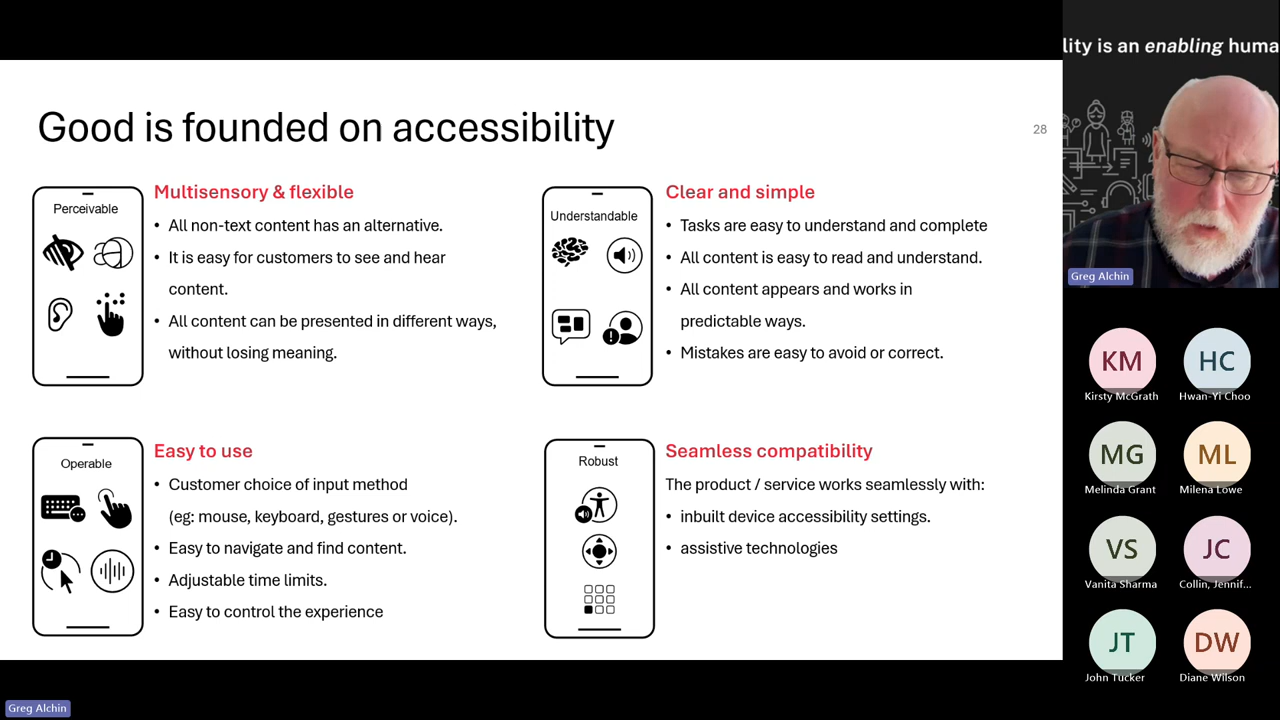 Good is founded on accessibility
28
Perceivable
Multisensory & flexible
• All non-text content has an alternative.
• It is easy for customers to see and hear
content.
• All content can be presented in different ways,
without losing meaning.
Understandable
Clear and simple
• Tasks are easy to understand and complete
• All content is easy to read and understand.
• All content appears and works in
predictable ways.
• Mistakes are easy to avoid or correct.
Operable
Easy to use
• Customer choice of input method
(eg: mouse, keyboard, gestures or voice).
• Easy to navigate and find content.
• Adjustable time limits.
• Easy to control the experience
Robust
Seamless compatibility
The product / service works seamlessly with:
• inbuilt device accessibility settings.
• assistive technologies
lity is an enabling huma
Greg Alchin
KM
Kirsty McGrath
HC
Hwan-Yi Choo
MG
Melinda Grant
ML
Milena Lowe
VS
Vanita Sharma
JC
Collin, Jennif...
JT
John Tucker
DW
Diane Wilson
Greg Alchin